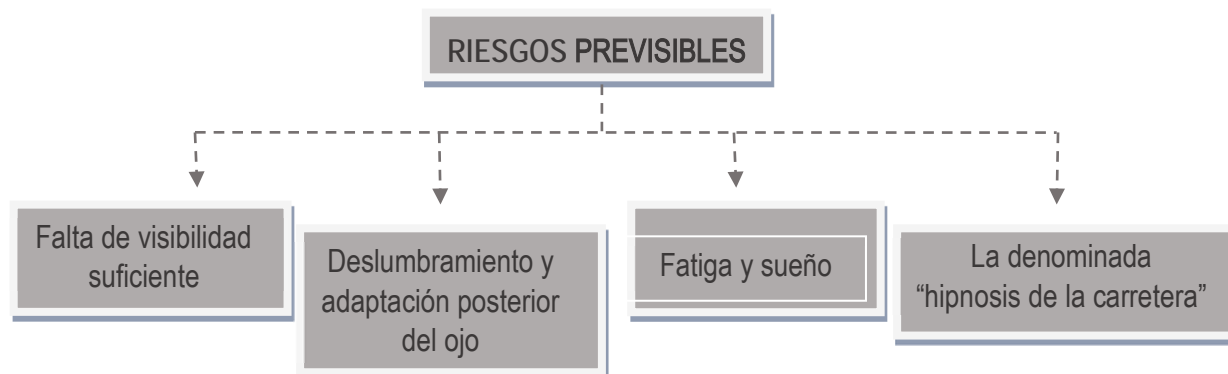 RIESGOS PREVISIBLES
Falta de visibilidad
suficiente
Deslumbramiento y
adaptación posterior
del ojo
Fatiga y sueño
La denominada
“hipnosis de la carretera”